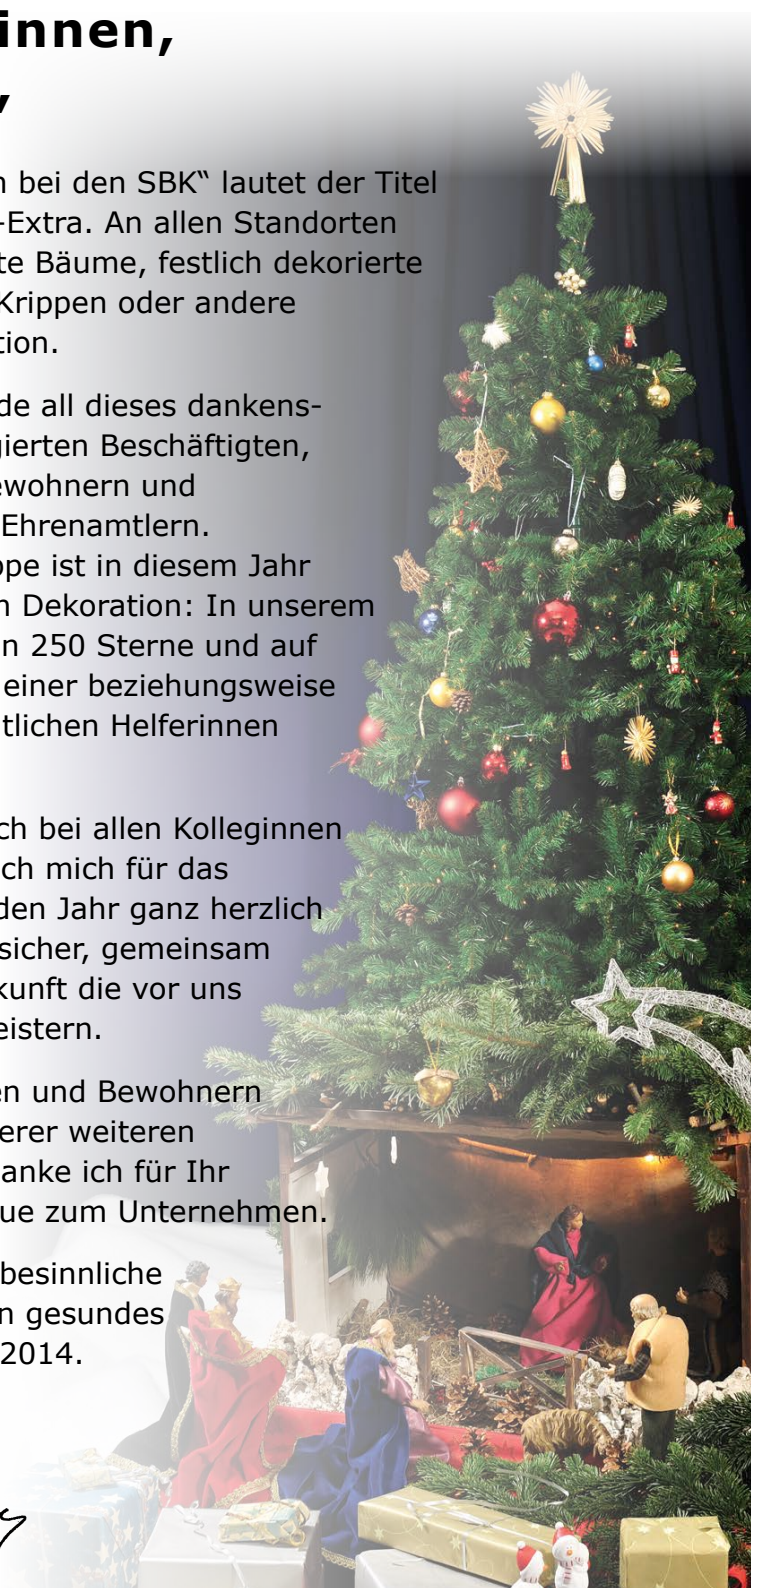 innen,
,
n bei den SBK“ lautet der Titel
-Extra. An allen Standorten
te Bäume, festlich dekorierte
Krippen oder andere
tion.
de all dieses dankens-
gierten Beschäftigten,
ewohnern und
Ehrenamtlern.
ppe ist in diesem Jahr
n Dekoration: In unserem
n 250 Sterne und auf
einer beziehungsweise
tlichen Helferinnen
ch bei allen Kolleginnen
ch mich für das
den Jahr ganz herzlich
sicher, gemeinsam
kunft die vor uns
eistern.
en und Bewohnern
erer weiteren
anke ich für Ihr
ue zum Unternehmen.
besinnliche
n gesundes
2014.